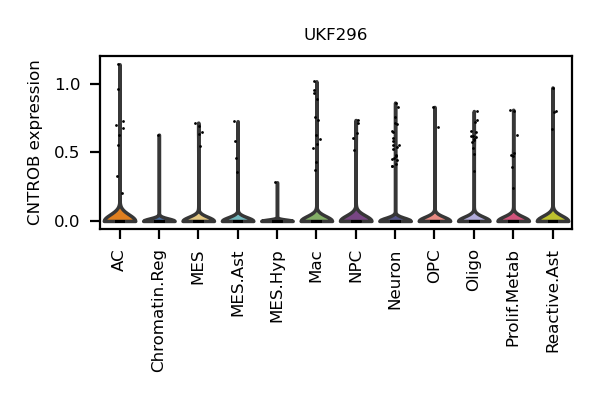 UKF296
CNTROB expression
1.0
0.5
0.0
AC
Chromatin.Reg
MES
MES.Ast
MES.Hyp
Mac
NPC
Neuron
OPC
Oligo
Prolif.Metab
Reactive.Ast